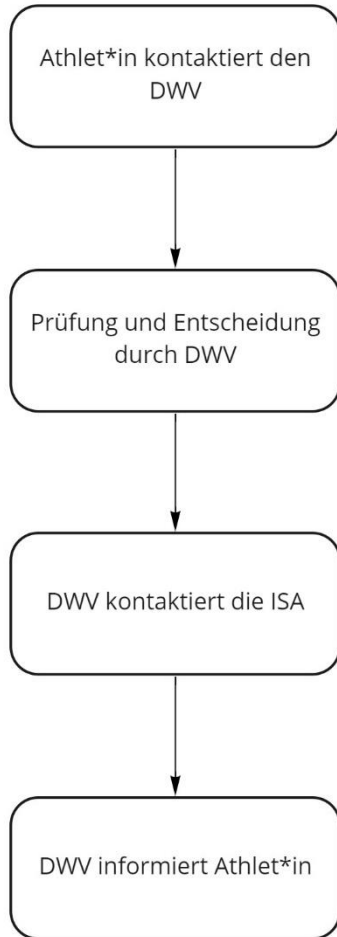 Athlet*in kontaktiert den
DWV
Prüfung und Entscheidung
durch DWV
DWV kontaktiert die ISA
DWV informiert Athlet*in